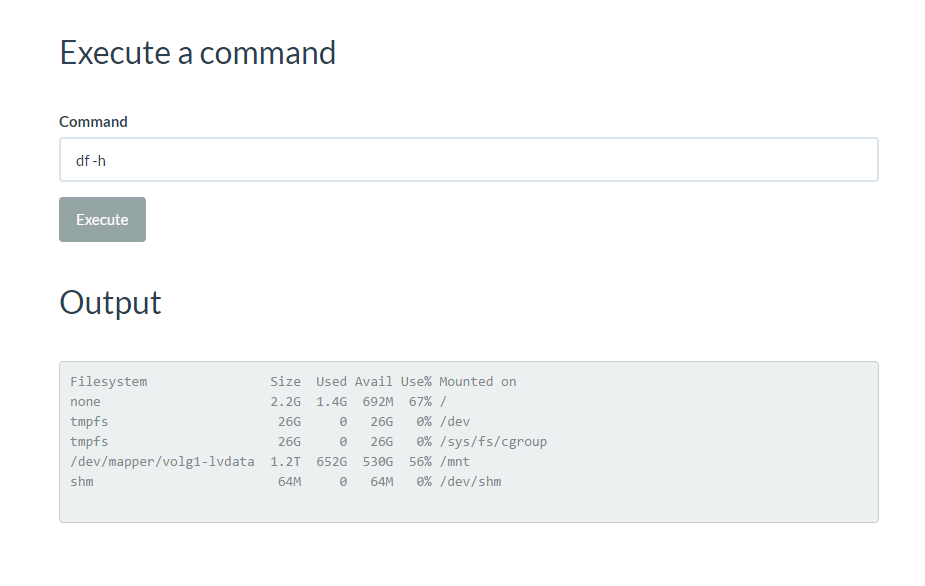 Execute a command
Command
df -h
Execute
Output
Filesystem                Size  Used Avail Use% Mounted on
none                      2.2G  1.4G  692M  67% /
tmpfs                      26G     0   26G   0% /dev
tmpfs                      26G     0   26G   0% /sys/fs/cgroup
/dev/mapper/volg1-lvdata  1.2T  652G  530G  56% /mnt
shm                        64M     0   64M   0% /dev/shm